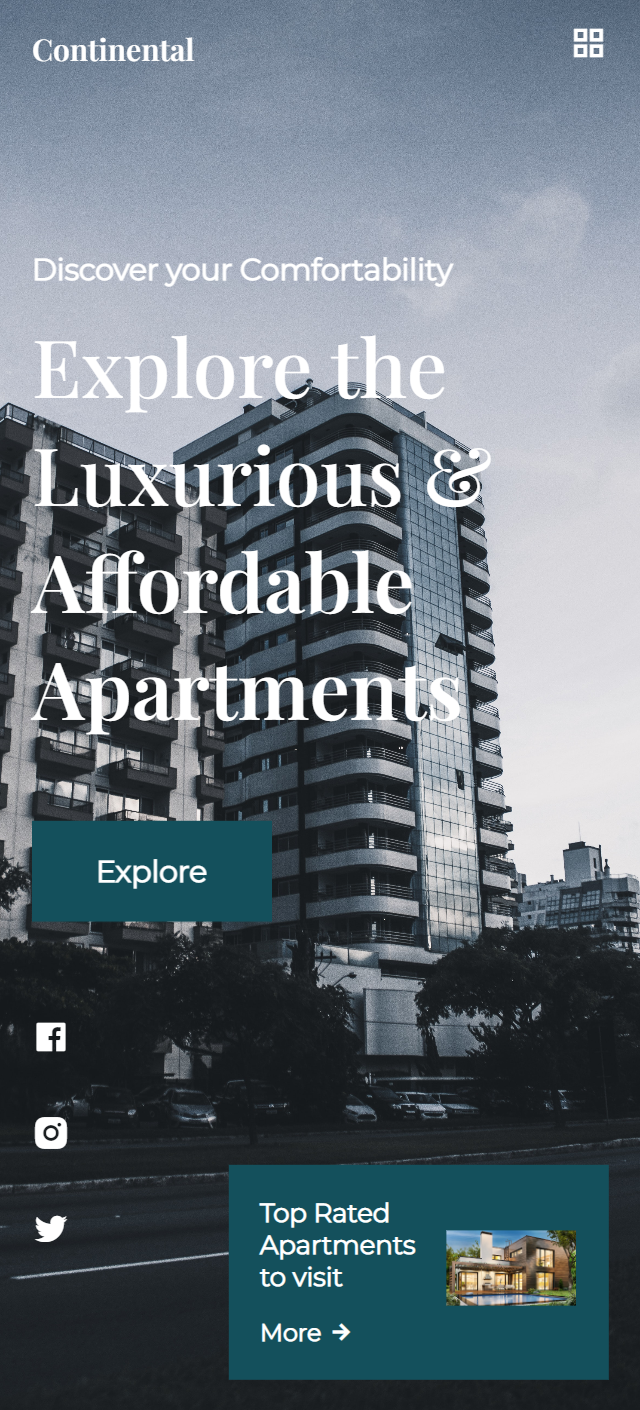 Continental
Discover your Comfortability
Explore the
Luxurious &
Affordable
Apartments
Explore
Top Rated
Apartments
to visit
More →